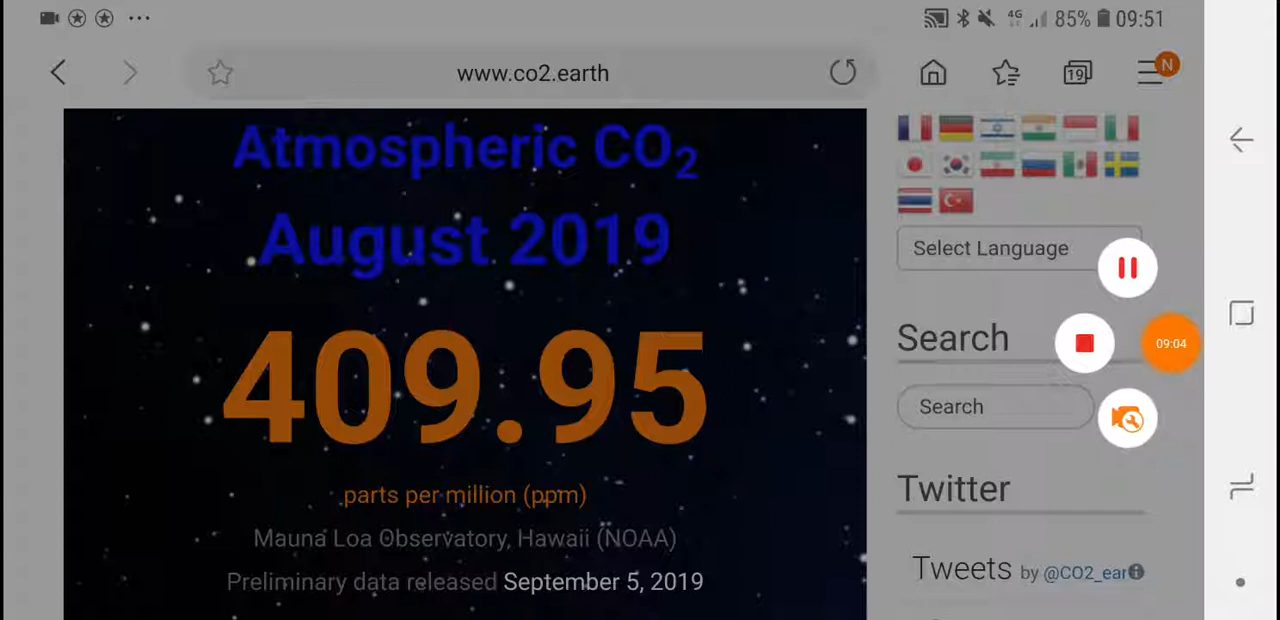 4G 85% 09:51
www.co2.earth
19
N
Atmospheric CO₂
August 2019
409.95
parts per million (ppm)
Mauna Loa Observatory, Hawaii (NOAA)
Preliminary data released September 5, 2019
Select Language
Search
09:04
Search
Twitter
Tweets by @CO2_ear